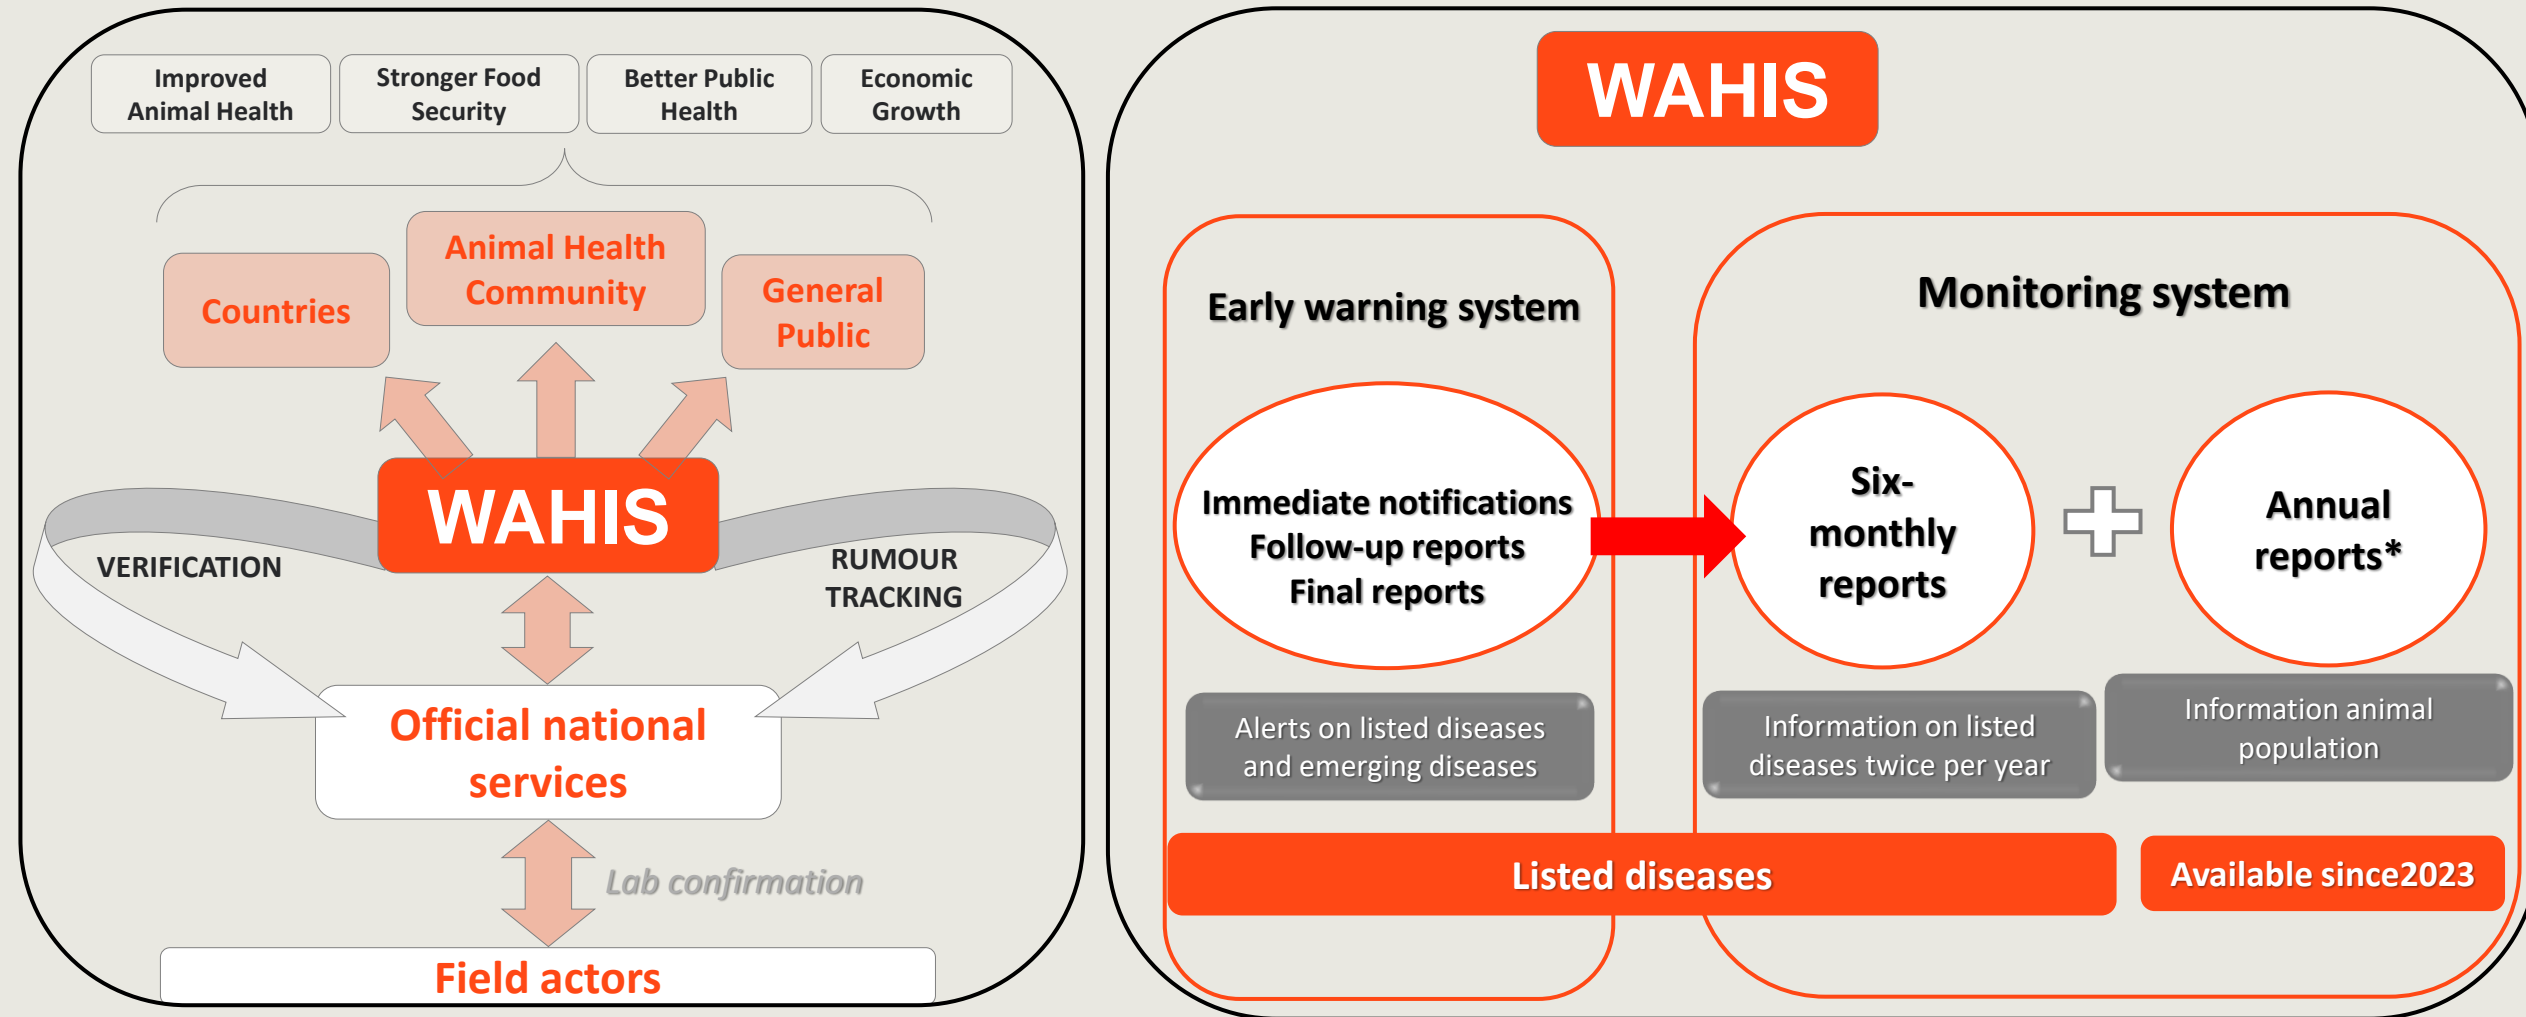 Improved
Animal Health
Stronger Food
Security
Better Public
Health
Economic
Growth
Countries
Animal Health
Community
General
Public
WAHIS
VERIFICATION
RUMOUR
TRACKING
Official national
services
Lab confirmation
Field actors
WAHIS
Early warning system
Immediate notifications
Follow-up reports
Final reports
Alerts on listed diseases
and emerging diseases
Monitoring system
Six-
monthly
reports
Annual
reports*
Information on listed
diseases twice per year
Information animal
population
Listed diseases
Available since2023